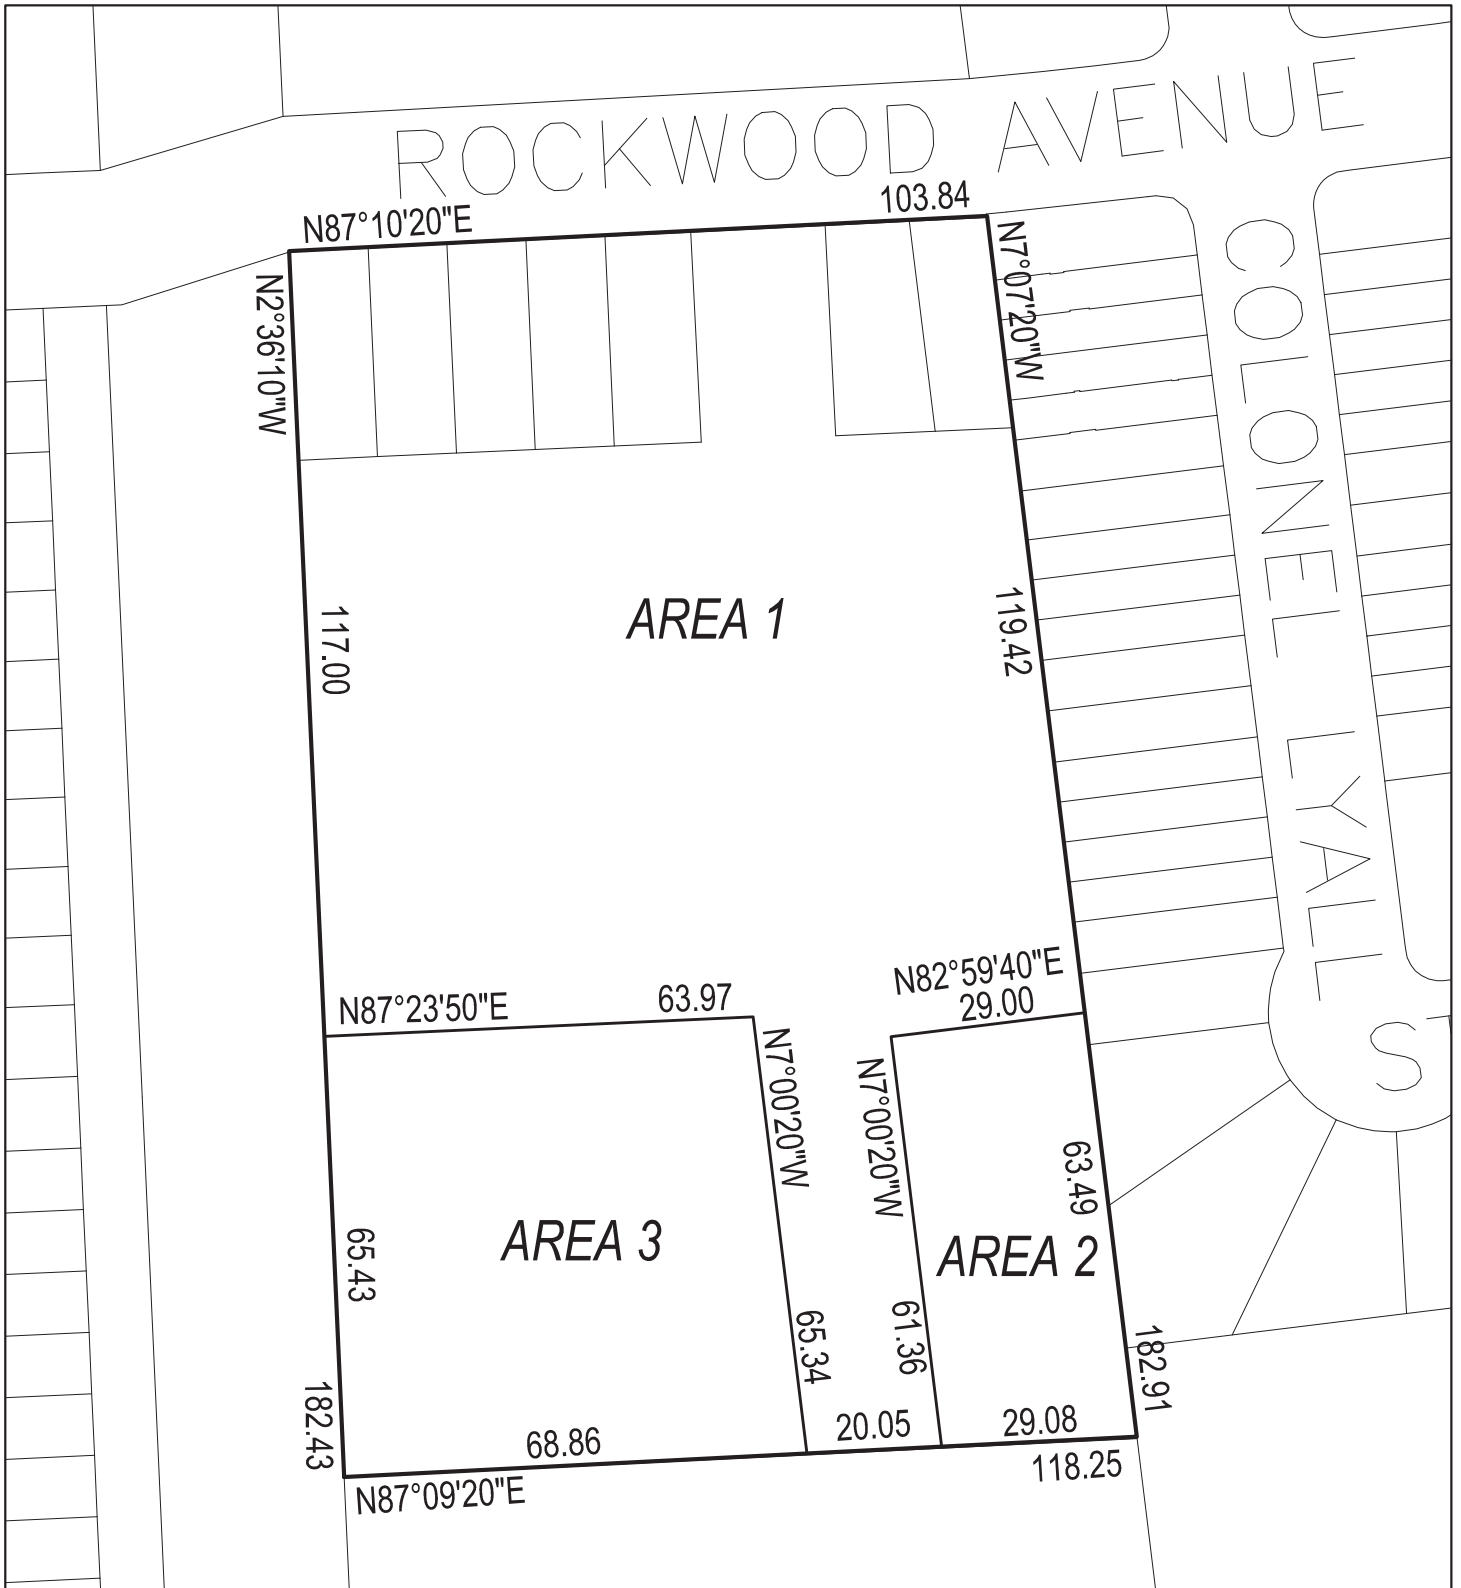 ROCKWOOD AVENUE
103.84
N87°10'20"E
N7°07'20"W
N2°36'10"W
COLONEL LYALL S
AREA 1
119.42
117.00
N82°59'40"E
29.00
N87°23'50"E
63.97
N7°00'20"W
N7°00'20"W
63.49
AREA 3
AREA 2
65.43
65.34
61.36
182.91
182.43
68.86
20.05
29.08
118.25
N87°09'20"E